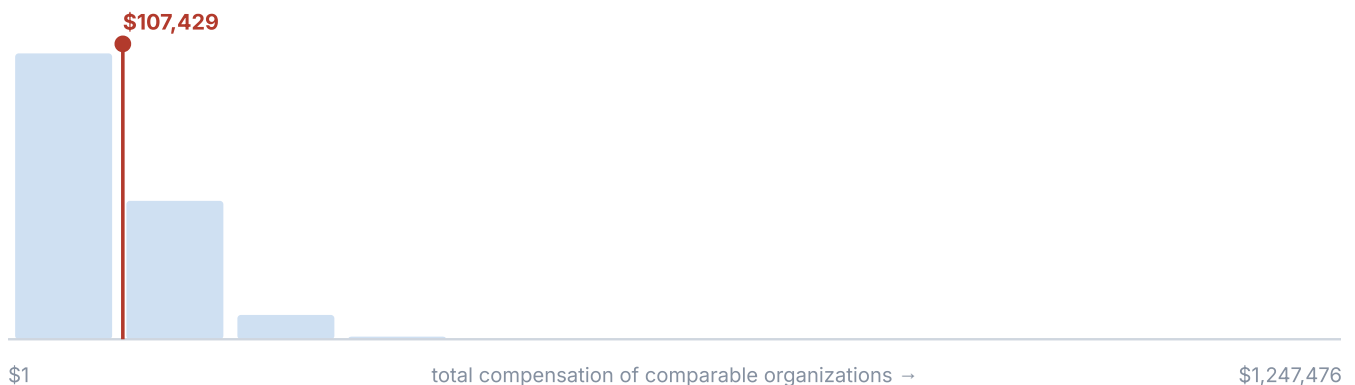 $107,429
$1 total compensation of comparable organizations → $1,247,476